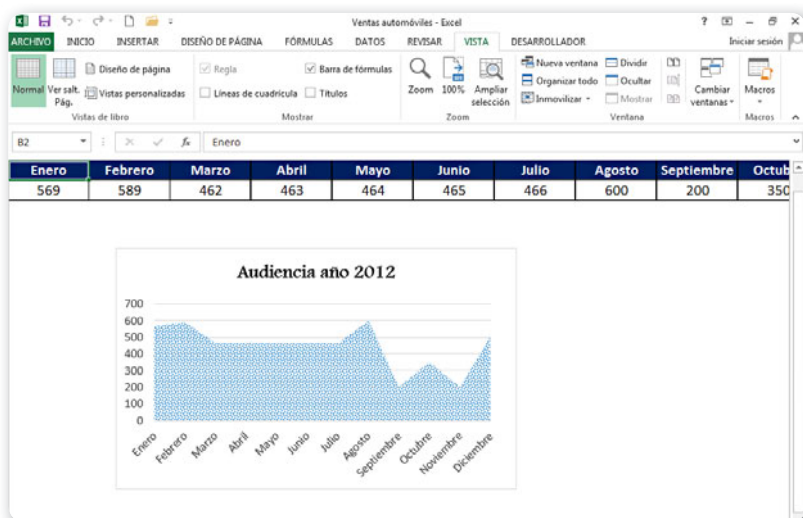 Ventas automóviles - Excel
ARCHIVO INICIO INSERTAR DISEÑO DE PÁGINA FÓRMULAS DATOS REVISAR VISTA DESARROLLADOR Iniciar sesión
Normal Ver salt. Pág. Diseño de página Vistas personalizadas
Vistas de libro
Regla Barra de fórmulas
Líneas de cuadrícula Títulos
Mostrar
Zoom 100% Ampliar selección
Zoom
Nueva ventana Dividir
Organizar todo Ocultar
Inmovilizar Mostrar
Cambiar ventanas
Ventana
Macros
Macros
B2 fx Enero
Enero Febrero Marzo Abril Mayo Junio Julio Agosto Septiembre Octub
569 589 462 463 464 465 466 600 200 350
Audiencia año 2012
700
600
500
400
300
200
100
0
Enero Febrero Marzo Abril Mayo Junio Julio Agosto Septiembre Octubre Noviembre Diciembre